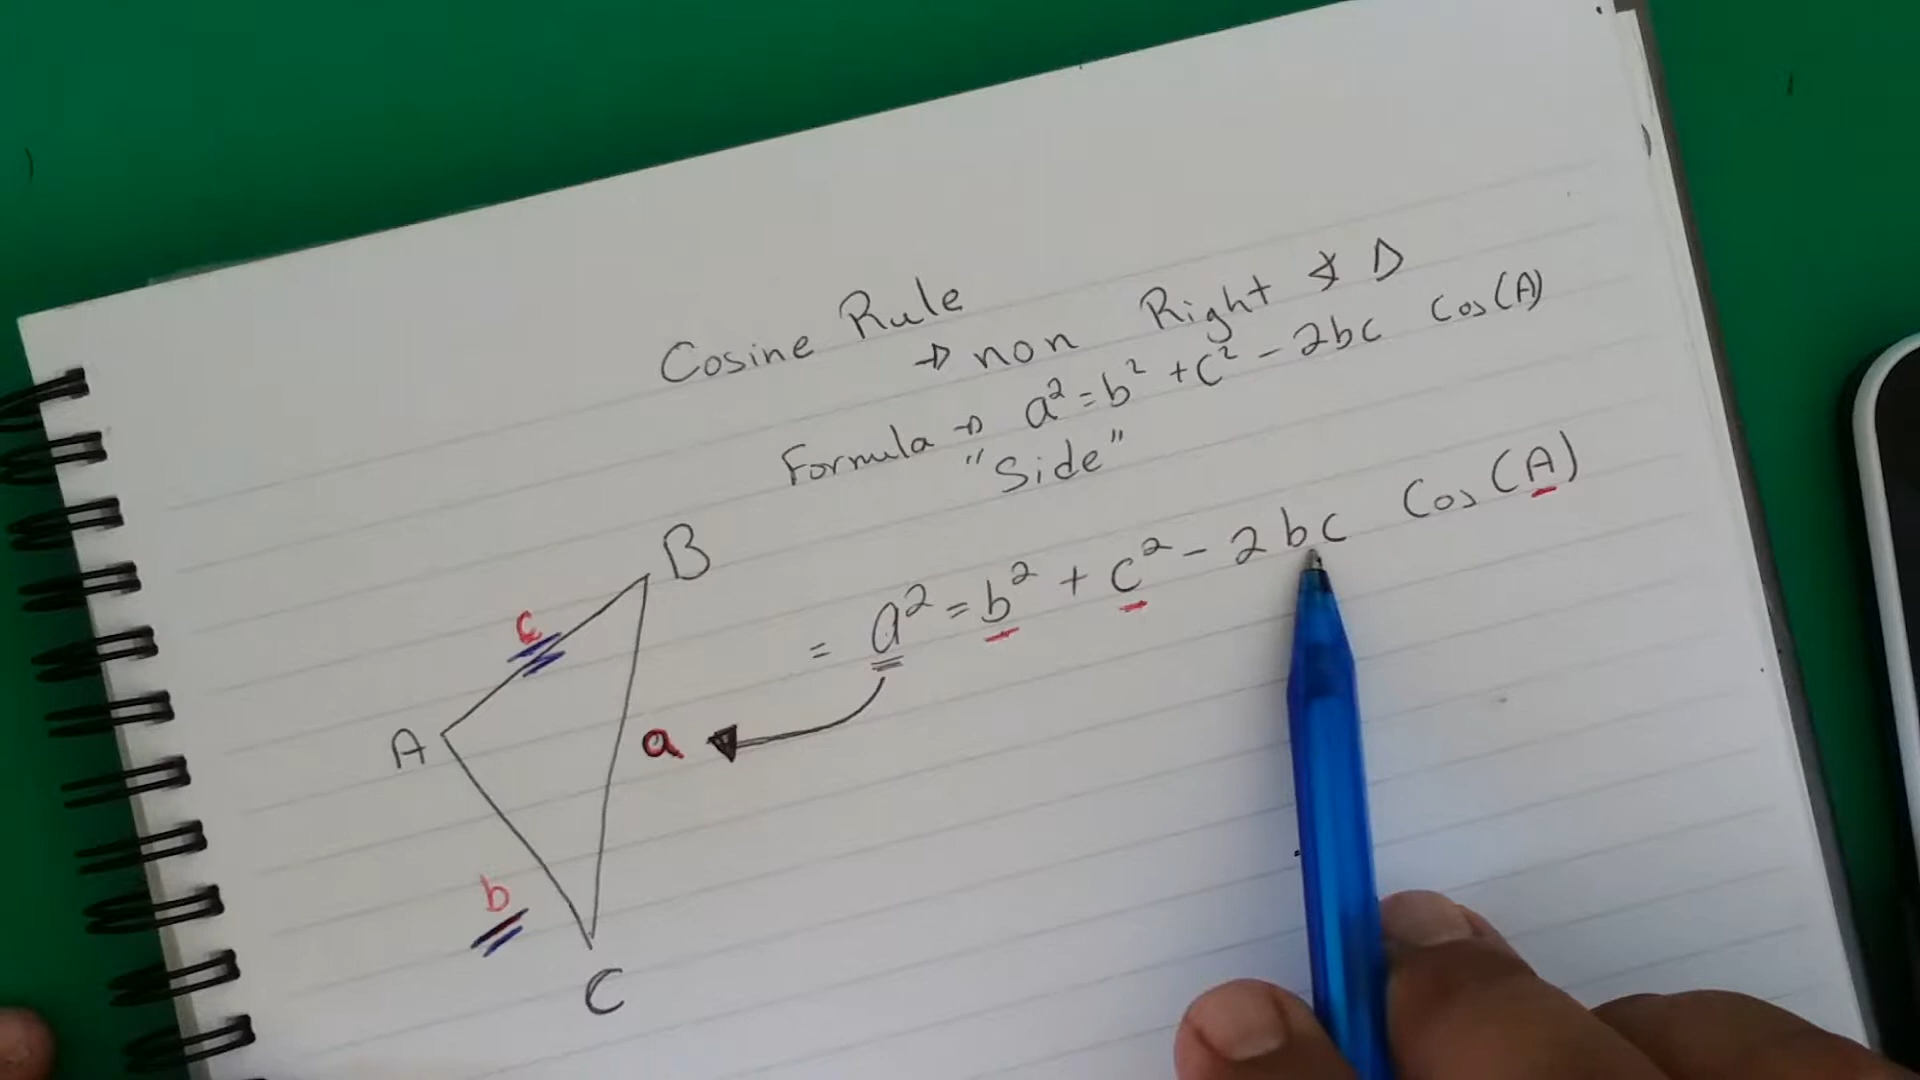 Cosine Rule
→ non Right ∡ Δ
Formula → a² = b² + c² - 2bc Cos(A)
"Side"
= a² = b² + c² - 2bc Cos(A)
B
c
A
a
b
C